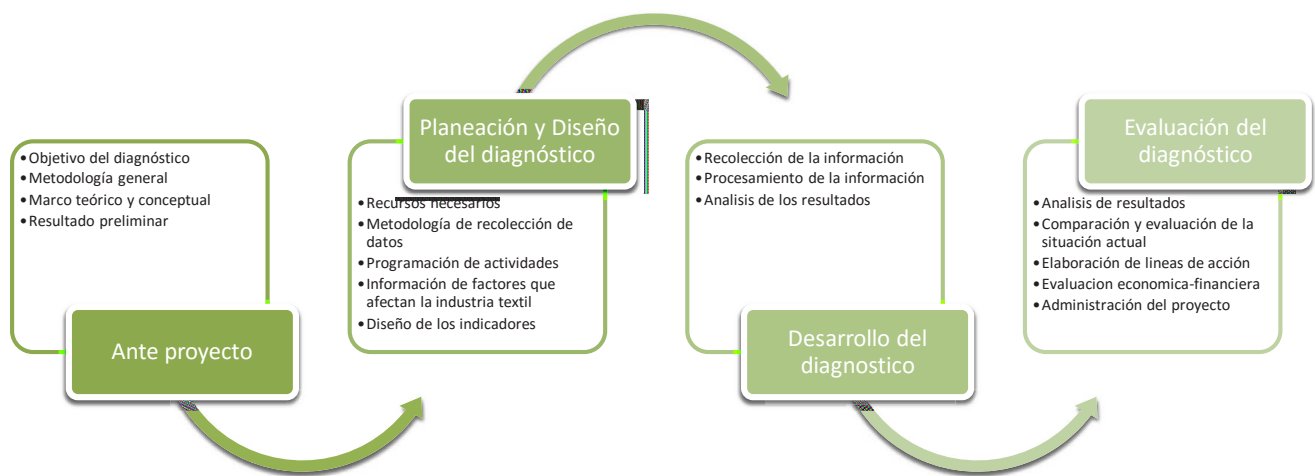 • Objetivo del diagnóstico
• Metodología general
• Marco teórico y conceptual
• Resultado preliminar
Ante proyecto
Planeación y Diseño
del diagnóstico
• Recursos necesarios
• Metodología de recolección de
datos
• Programación de actividades
• Información de factores que
afectan la industria textil
• Diseño de los indicadores
• Recolección de la información
• Procesamiento de la información
• Analisis de los resultados
Desarrollo del
diagnostico
Evaluación del
diagnóstico
• Analisis de resultados
• Comparación y evaluación de la
situación actual
• Elaboración de lineas de acción
• Evaluacion economica-financiera
• Administración del proyecto